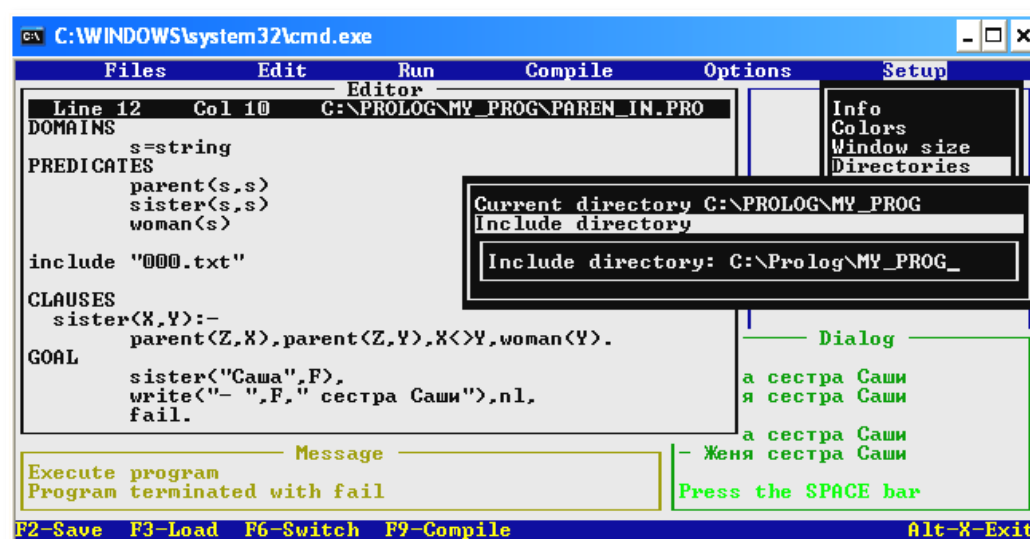 C:\WINDOWS\system32\cmd.exe
Files Edit Run Compile Options Setup
Editor
Line 12 Col 10 C:\PROLOG\MY_PROG\PAREN_IN.PRO
DOMAINS
s=string
PREDICATES
parent(s,s)
sister(s,s)
woman(s)
include "000.txt"
CLAUSES
sister(X,Y):-
parent(Z,X),parent(Z,Y),X<>Y,woman(Y).
GOAL
sister("Саша",F),
write("- ",F," сестра Саши"),nl,
fail.
Info
Colors
Window size
Directories
Current directory C:\PROLOG\MY_PROG
Include directory
Include directory: C:\Prolog\MY_PROG_
Dialog
а сестра Саши
я сестра Саши
а сестра Саши
- Женя сестра Саши
Press the SPACE bar
Message
Execute program
Program terminated with fail
F2-Save F3-Load F6-Switch F9-Compile Alt-X-Exit